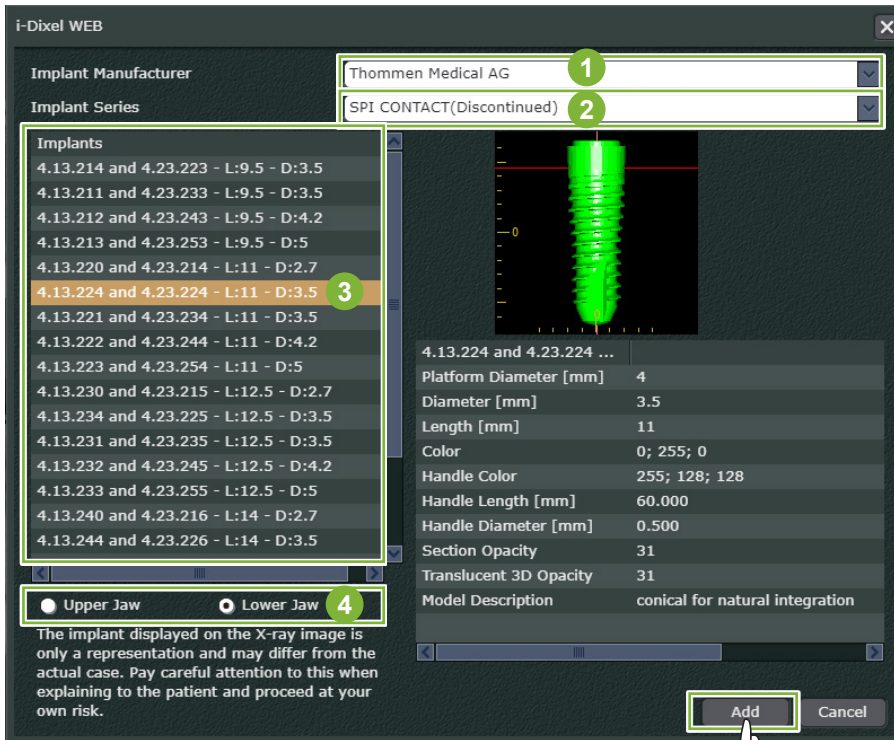 i-Dixel WEB
Implant Manufacturer
Thommen Medical AG
1
Implant Series
SPI CONTACT(Discontinued)
2
Implants
4.13.214 and 4.23.223 - L:9.5 - D:3.5
4.13.211 and 4.23.233 - L:9.5 - D:3.5
4.13.212 and 4.23.243 - L:9.5 - D:4.2
4.13.213 and 4.23.253 - L:9.5 - D:5
4.13.220 and 4.23.214 - L:11 - D:2.7
4.13.224 and 4.23.224 - L:11 - D:3.5
3
4.13.221 and 4.23.234 - L:11 - D:3.5
4.13.222 and 4.23.244 - L:11 - D:4.2
4.13.223 and 4.23.254 - L:11 - D:5
4.13.230 and 4.23.215 - L:12.5 - D:2.7
4.13.234 and 4.23.225 - L:12.5 - D:3.5
4.13.231 and 4.23.235 - L:12.5 - D:3.5
4.13.232 and 4.23.245 - L:12.5 - D:4.2
4.13.233 and 4.23.255 - L:12.5 - D:5
4.13.240 and 4.23.216 - L:14 - D:2.7
4.13.244 and 4.23.226 - L:14 - D:3.5
Upper Jaw
Lower Jaw
4
The implant displayed on the X-ray image is
only a representation and may differ from the
actual case. Pay careful attention to this when
explaining to the patient and proceed at your
own risk.
0
0
4.13.224 and 4.23.224 ...
Platform Diameter [mm] 4
Diameter [mm] 3.5
Length [mm] 11
Color 0; 255; 0
Handle Color 255; 128; 128
Handle Length [mm] 60.000
Handle Diameter [mm] 0.500
Section Opacity 31
Translucent 3D Opacity 31
Model Description conical for natural integration
Add
Cancel